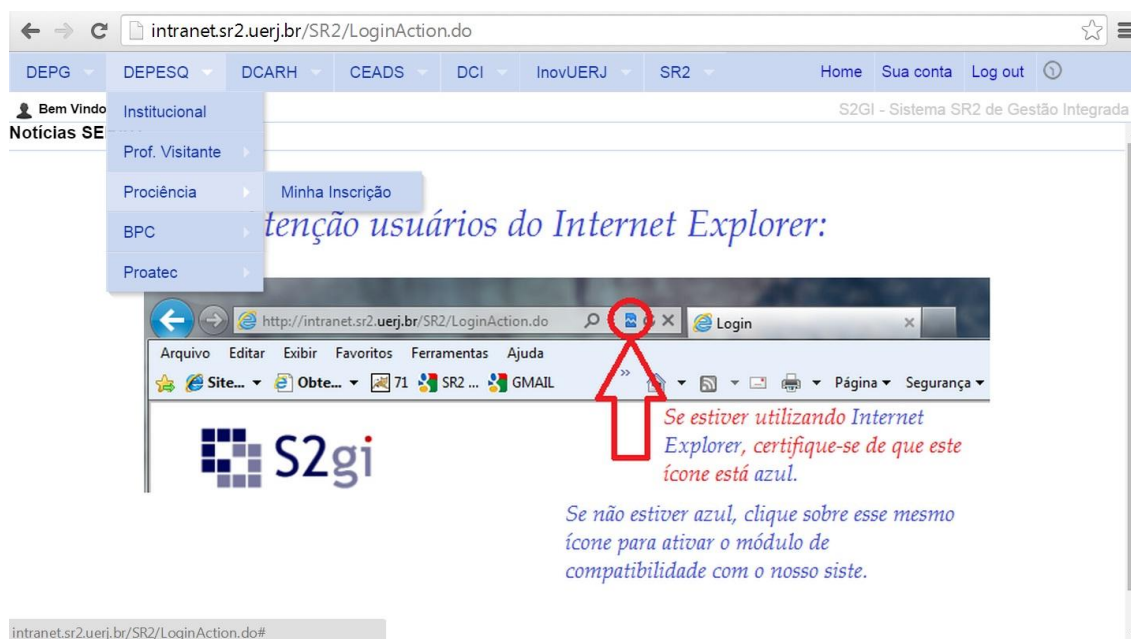 intranet.sr2.uerj.br/SR2/LoginAction.do
DEPG DEPESQ DCARH CEADS DCI InovUERJ SR2 Home Sua conta Log out
Bem Vindo S2GI - Sistema SR2 de Gestão Integrada
Notícias SE
Institucional
Prof. Visitante
Prociência Minha Inscrição
BPC
Proatec
tenção usuários do Internet Explorer:
http://intranet.sr2.uerj.br/SR2/LoginAction.do Login
Arquivo Editar Exibir Favoritos Ferramentas Ajuda
Site... Obte... 71 SR2 ... GMAIL » Página Segurança
S2gi
Se estiver utilizando Internet
Explorer, certifique-se de que este
ícone está azul.
Se não estiver azul, clique sobre esse mesmo
ícone para ativar o módulo de
compatibilidade com o nosso siste.
intranet.sr2.uerj.br/SR2/LoginAction.do#